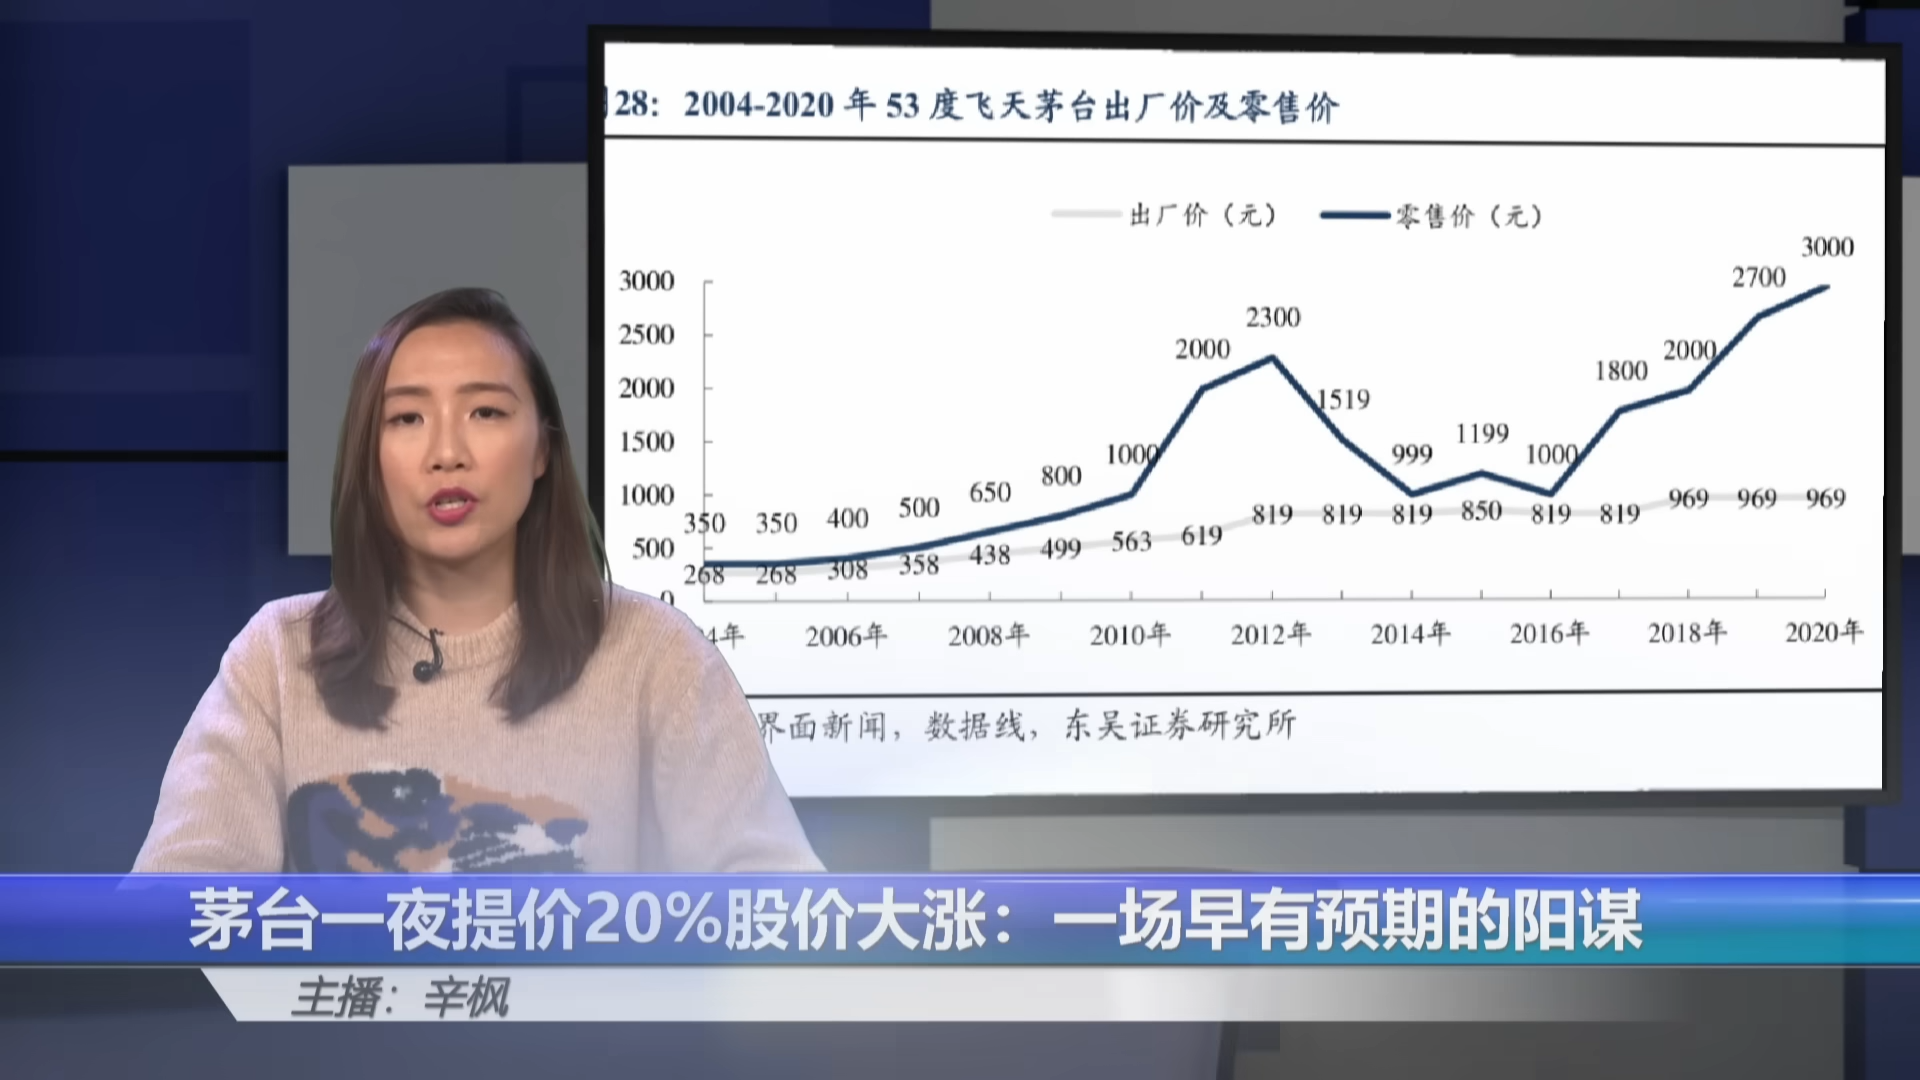 28：2004-2020 年 53 度飞天茅台出厂价及零售价
出厂价（元） 零售价（元）
3000
2500
2000
1500
1000
500
0
350 350 400 500 650 800 1000 2000 2300 1519 999 1199 1000 1800 2000 2700 3000
268 268 308 358 438 499 563 619 819 819 819 850 819 819 969 969 969
4年 2006年 2008年 2010年 2012年 2014年 2016年 2018年 2020年
界面新闻，数据线，东吴证券研究所
茅台一夜提价20%股价大涨：一场早有预期的阳谋
主播：辛枫